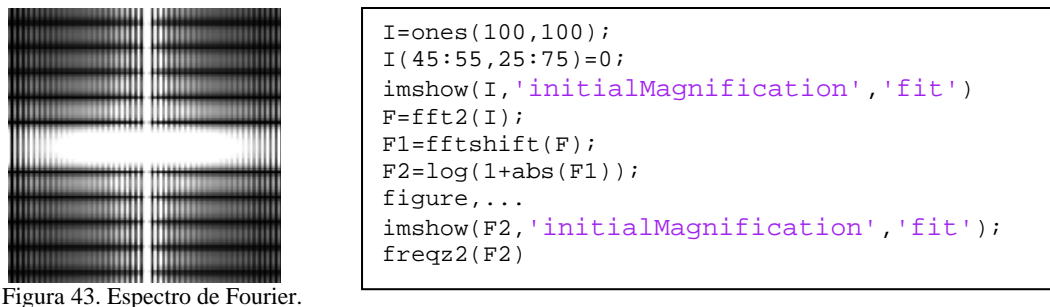 I=ones(100,100);
I(45:55,25:75)=0;
imshow(I,'initialMagnification','fit')
F=fft2(I);
F1=fftshift(F);
F2=log(1+abs(F1));
figure,...
imshow(F2,'initialMagnification','fit');
freqz2(F2)
Figura 43. Espectro de Fourier.